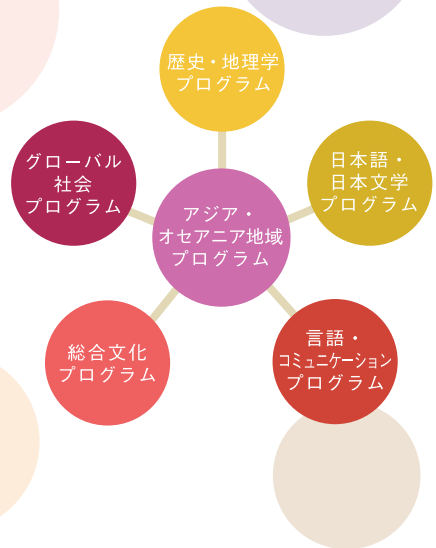 歴史・地理学
プログラム
グローバル
社会
プログラム
日本語・
日本文学
プログラム
アジア・
オセアニア地域
プログラム
総合文化
プログラム
言語・
コミュニケーション
プログラム